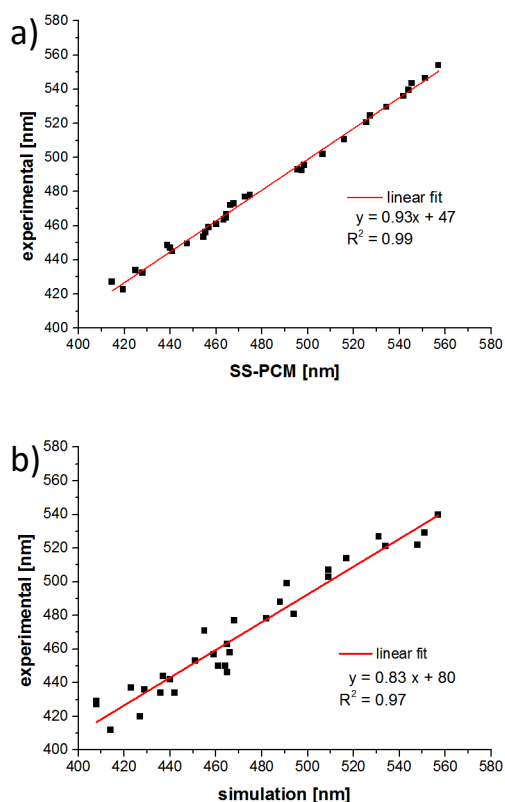 a)
580
560
540
520
500
480
460
440
420
400
experimental [nm]
linear fit
y = 0.93x + 47
R² = 0.99
400 420 440 460 480 500 520 540 560 580
SS-PCM [nm]
b)
580
560
540
520
500
480
460
440
420
400
experimental [nm]
linear fit
y = 0.83 x + 80
R² = 0.97
400 420 440 460 480 500 520 540 560 580
simulation [nm]